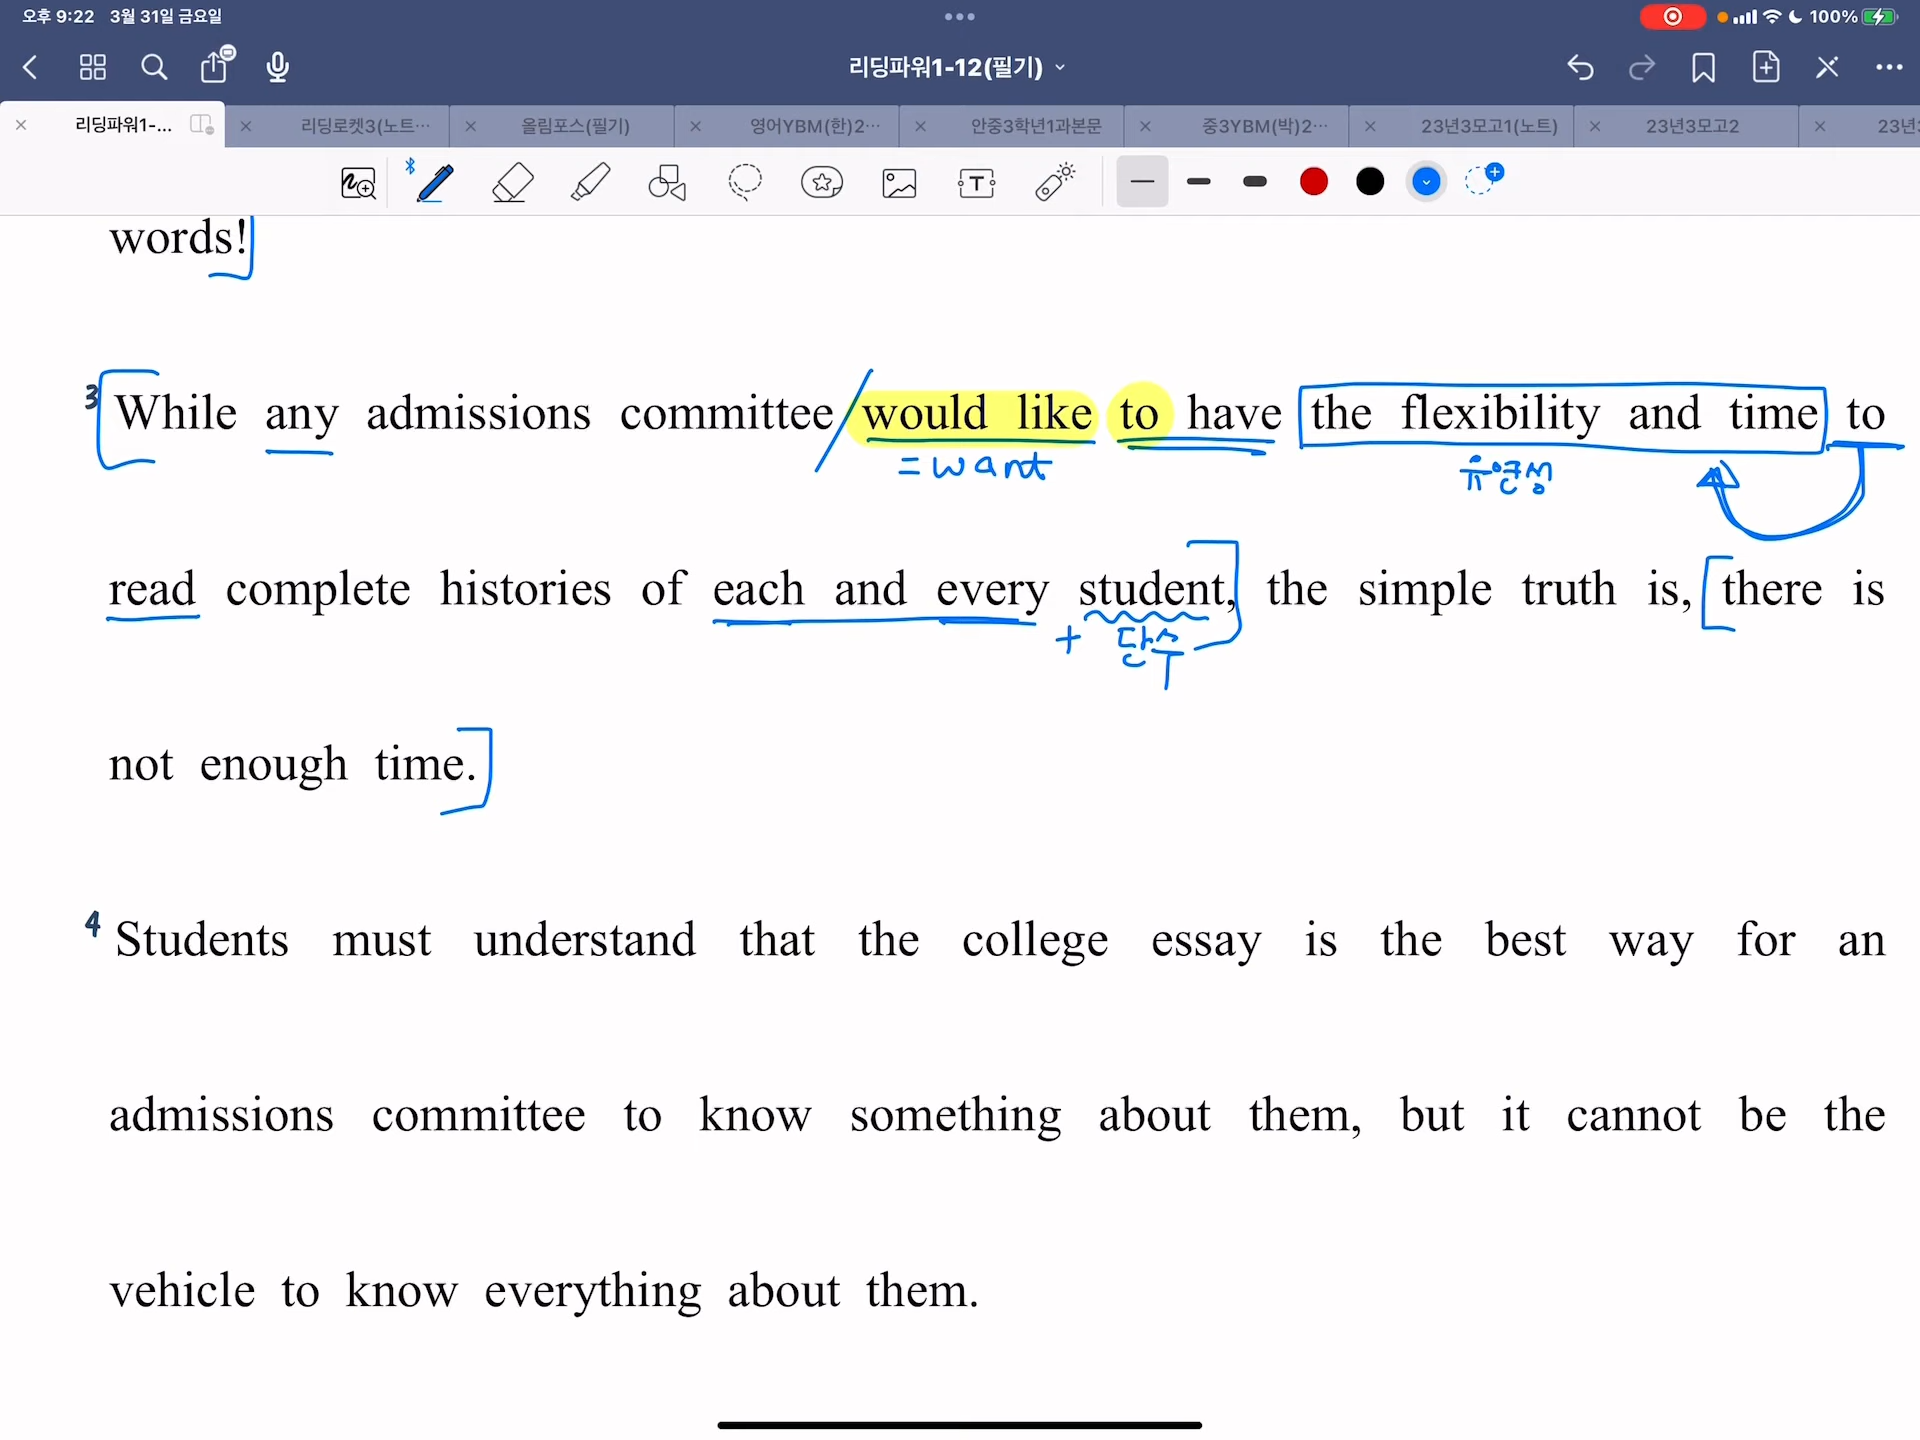 오후 9:22 3월 31일 금요일
100%
리딩파워1-12(필기)
리딩파워1-... 리딩로켓3(노트··· 올림포스(필기) 영어YBM(한)2··· 안중3학년1과본문 중3YBM(박)2··· 23년3모고1(노트) 23년3모고2 23년
T
words!
3 While any admissions committee would like to have the flexibility and time to
= want 유연성
read complete histories of each and every student, the simple truth is, there is
+ 단수
not enough time.
4 Students must understand that the college essay is the best way for an
admissions committee to know something about them, but it cannot be the
vehicle to know everything about them.